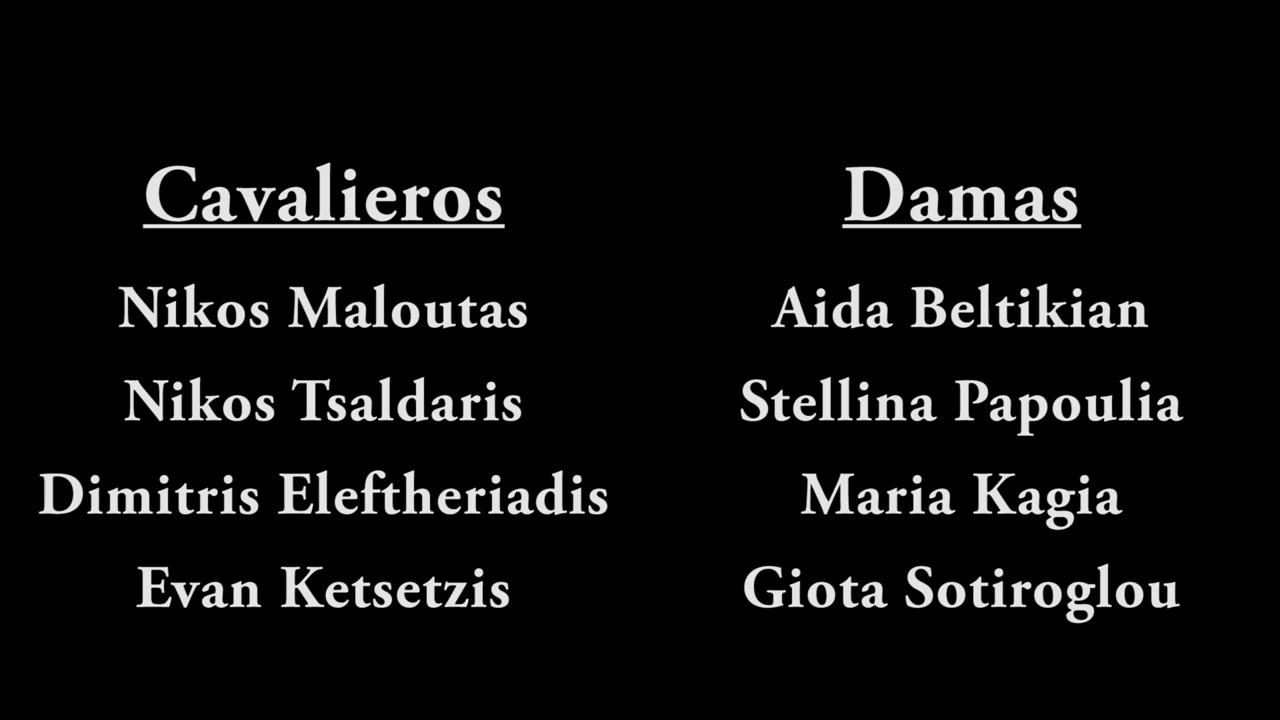 Cavalieros
Nikos Maloutas
Nikos Tsaldaris
Dimitris Eleftheriadis
Evan Ketsetzis
Damas
Aida Beltikian
Stellina Papoulia
Maria Kagia
Giota Sotiroglou